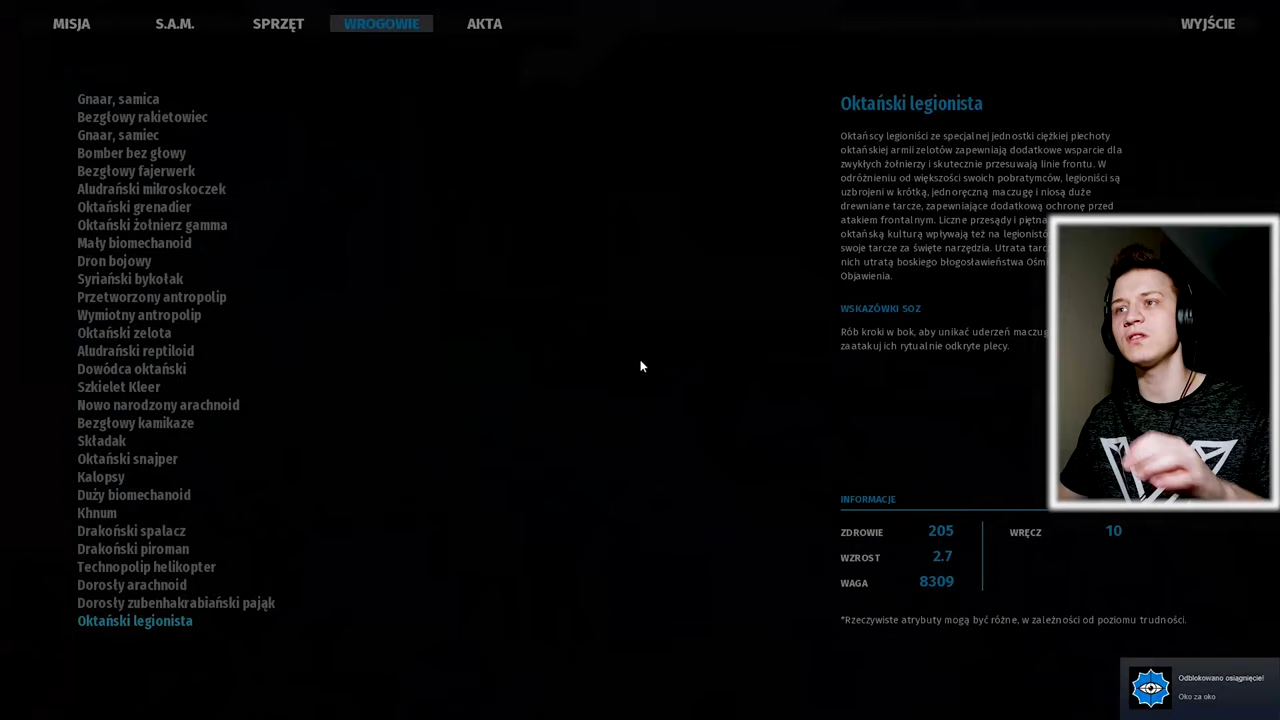 MISJA S.A.M. SPRZĘT WROGOWIE AKTA WYJŚCIE
Gnaar, samica
Bezgłowy rakietowiec
Gnaar, samiec
Bomber bez głowy
Bezgłowy fajerwerk
Aludrański mikroskoczek
Oktański grenadier
Oktański żołnierz gamma
Mały biomechanoid
Dron bojowy
Syriański bykołak
Przetworzony antropolip
Wymiotny antropolip
Oktański zelota
Aludrański reptiloid
Dowódca oktański
Szkielet Kleer
Nowo narodzony arachnoid
Bezgłowy kamikaze
Składak
Oktański snajper
Kalopsy
Duży biomechanoid
Khnum
Drakoński spalacz
Drakoński piroman
Technopolip helikopter
Dorosły arachnoid
Dorosły zubenhakrabiański pająk
Oktański legionista
Oktański legionista
Oktańscy legioniści ze specjalnej jednostki ciężkiej piechoty
oktańskiej armii zelotów zapewniają dodatkowe wsparcie dla
zwykłych żołnierzy i skutecznie przesuwają linie frontu. W
odróżnieniu od większości swoich pobratymców, legioniści są
uzbrojeni w krótką, jednoręczną maczugę i niosą duże
drewniane tarcze, zapewniające dodatkową ochronę przed
atakiem frontalnym. Liczne przesądy i
oktańską kulturą wpływają też na
swoje tarcze za święte narzędzia. Utrata
nich utratą boskiego błogosławieństwa
Objawienia.
WSKAZÓWKI SOZ
Rób kroki w bok, aby unikać uderzeń
zaatakuj ich rytualnie odkryte plecy.
INFORMACJE
ZDROWIE 205 WRĘCZ 10
WZROST 2.7
WAGA 8309
*Rzeczywiste atrybuty mogą być różne, w zależności od poziomu trudności.
Odblokowano osiągnięcie!
Oko za oko